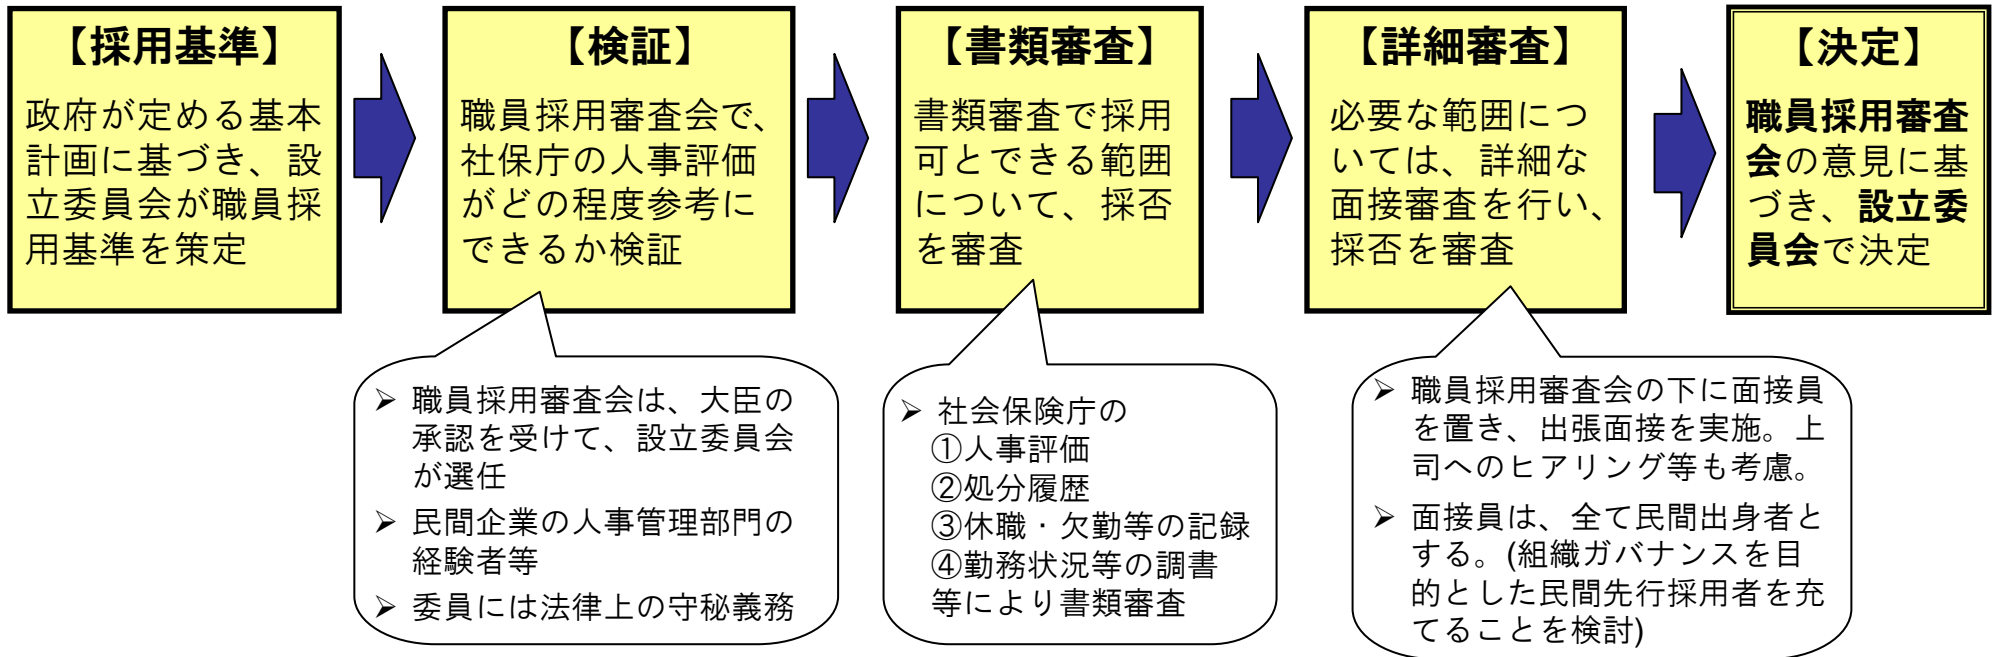 【採用基準】
政府が定める基本
計画に基づき、設
立委員会が職員採
用基準を策定
【検証】
職員採用審査会で、
社保庁の人事評価
がどの程度参考に
できるか検証
【書類審査】
書類審査で採用
可とできる範囲
について、採否
を審査
【詳細審査】
必要な範囲につ
いては、詳細な
面接審査を行い、
採否を審査
【決定】
職員採用審査
会の意見に基
づき、設立委
員会で決定
➢ 職員採用審査会は、大臣の
承認を受けて、設立委員会
が選任
➢ 民間企業の人事管理部門の
経験者等
➢ 委員には法律上の守秘義務
➢ 社会保険庁の
①人事評価
②処分履歴
③休職・欠勤等の記録
④勤務状況等の調書
等により書類審査
➢ 職員採用審査会の下に面接員
を置き、出張面接を実施。上
司へのヒアリング等も考慮。
➢ 面接員は、全て民間出身者と
する。(組織ガバナンスを目
的とした民間先行採用者を充
てることを検討)